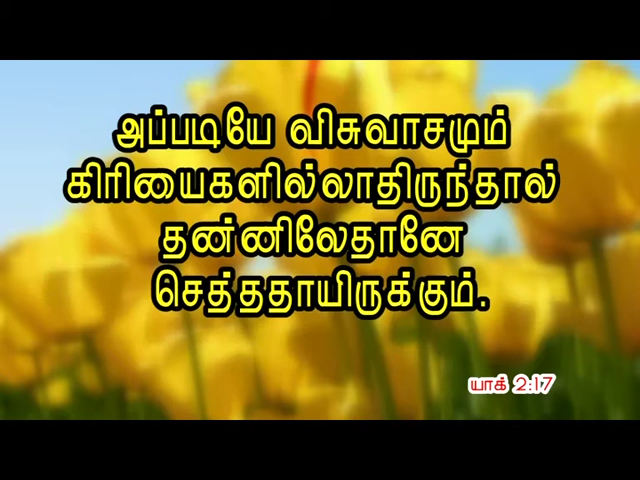 அப்படியே விசுவாசமும்
கிரியைகளில்லாதிருந்தால்
தன்னிலேதானே
செத்ததாயிருக்கும்.
யாக் 2:17